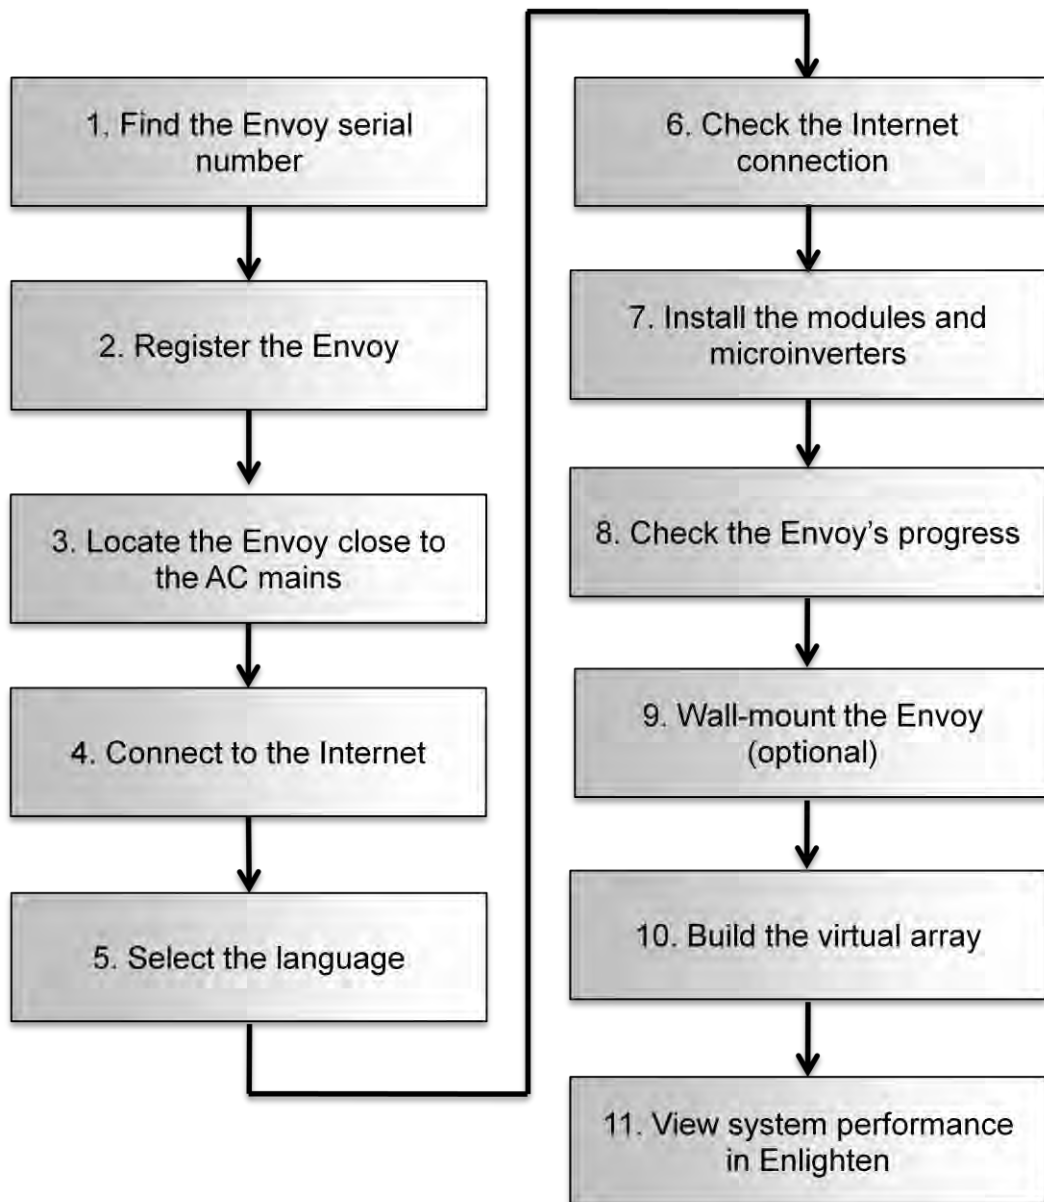 1. Find the Envoy serial
number
2. Register the Envoy
3. Locate the Envoy close to
the AC mains
4. Connect to the Internet
5. Select the language
6. Check the Internet
connection
7. Install the modules and
microinverters
8. Check the Envoy’s progress
9. Wall-mount the Envoy
(optional)
10. Build the virtual array
11. View system performance
in Enlighten